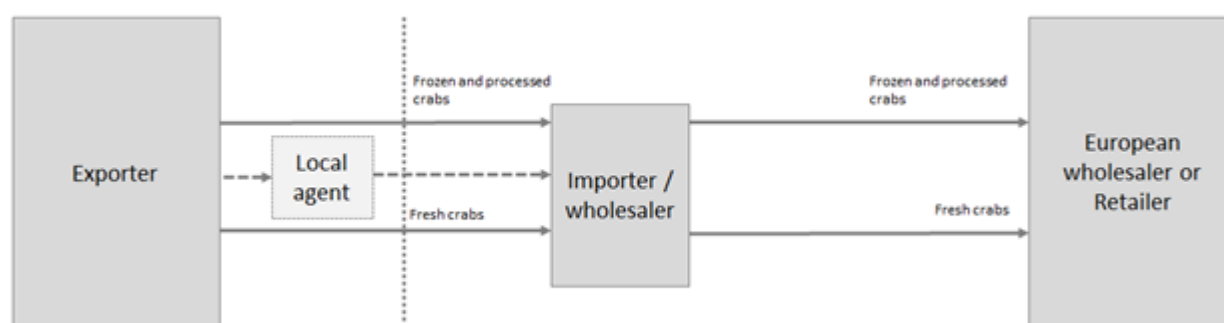 Exporter
Local
agent
Frozen and processed
crabs
Fresh crabs
Importer /
wholesaler
Frozen and processed
crabs
Fresh crabs
European
wholesaler or
Retailer